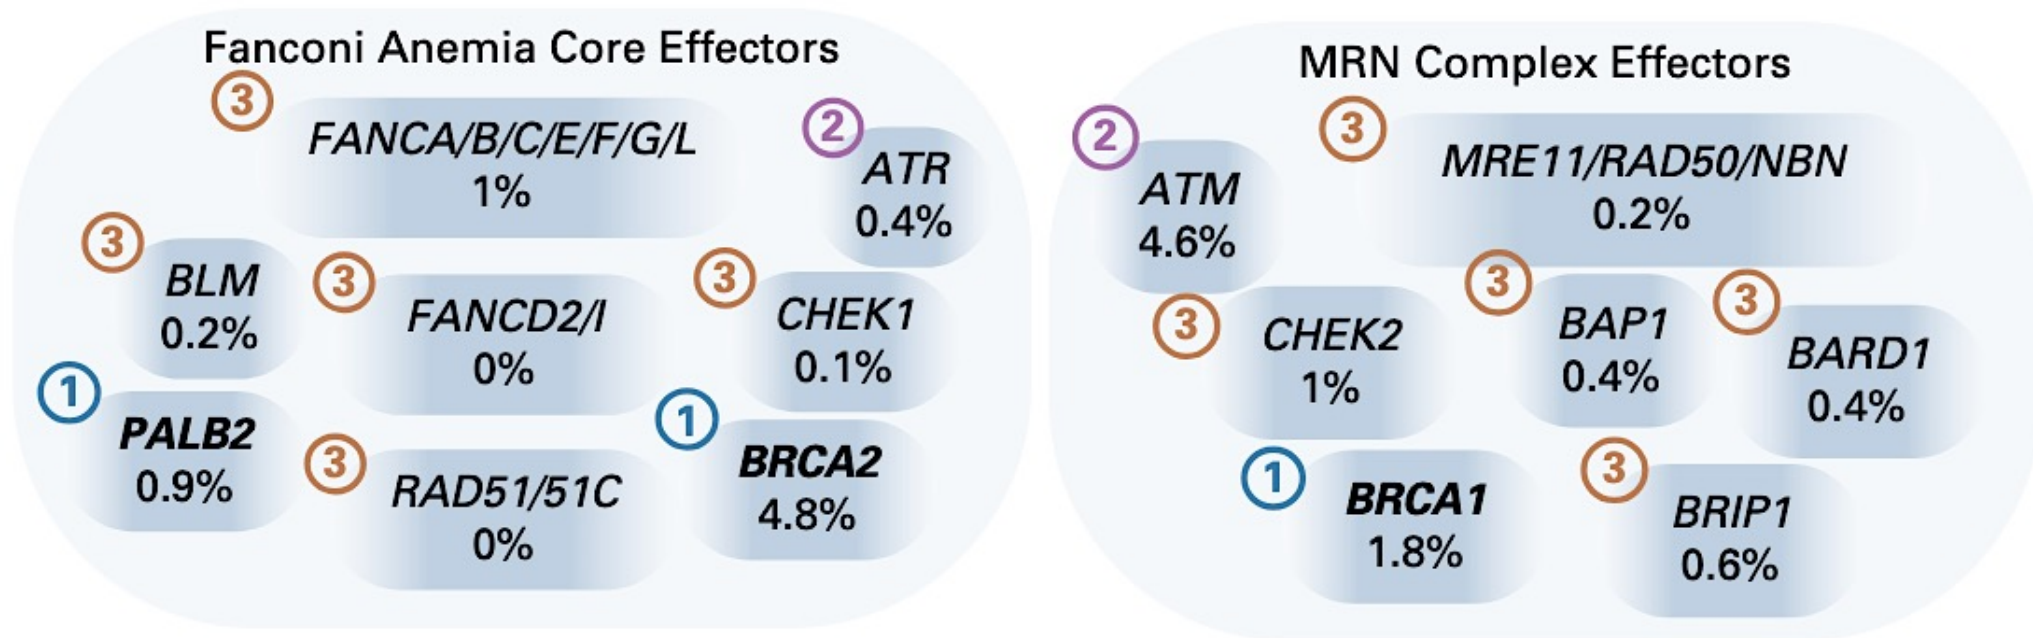 Fanconi Anemia Core Effectors
3
FANCA/B/C/E/F/G/L
1%
2
ATR
0.4%
3
BLM
0.2%
3
FANCD2/I
0%
3
CHEK1
0.1%
1
PALB2
0.9%
3
RAD51/51C
0%
1
BRCA2
4.8%
MRN Complex Effectors
2
ATM
4.6%
3
MRE11/RAD50/NBN
0.2%
3
CHEK2
1%
3
BAP1
0.4%
3
BARD1
0.4%
1
BRCA1
1.8%
3
BRIP1
0.6%